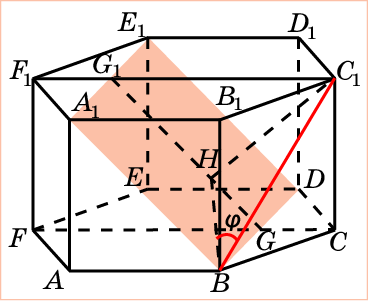 E₁ D₁
F₁ G₁ C₁
A₁ B₁
H
E D
φ
F G C
A B